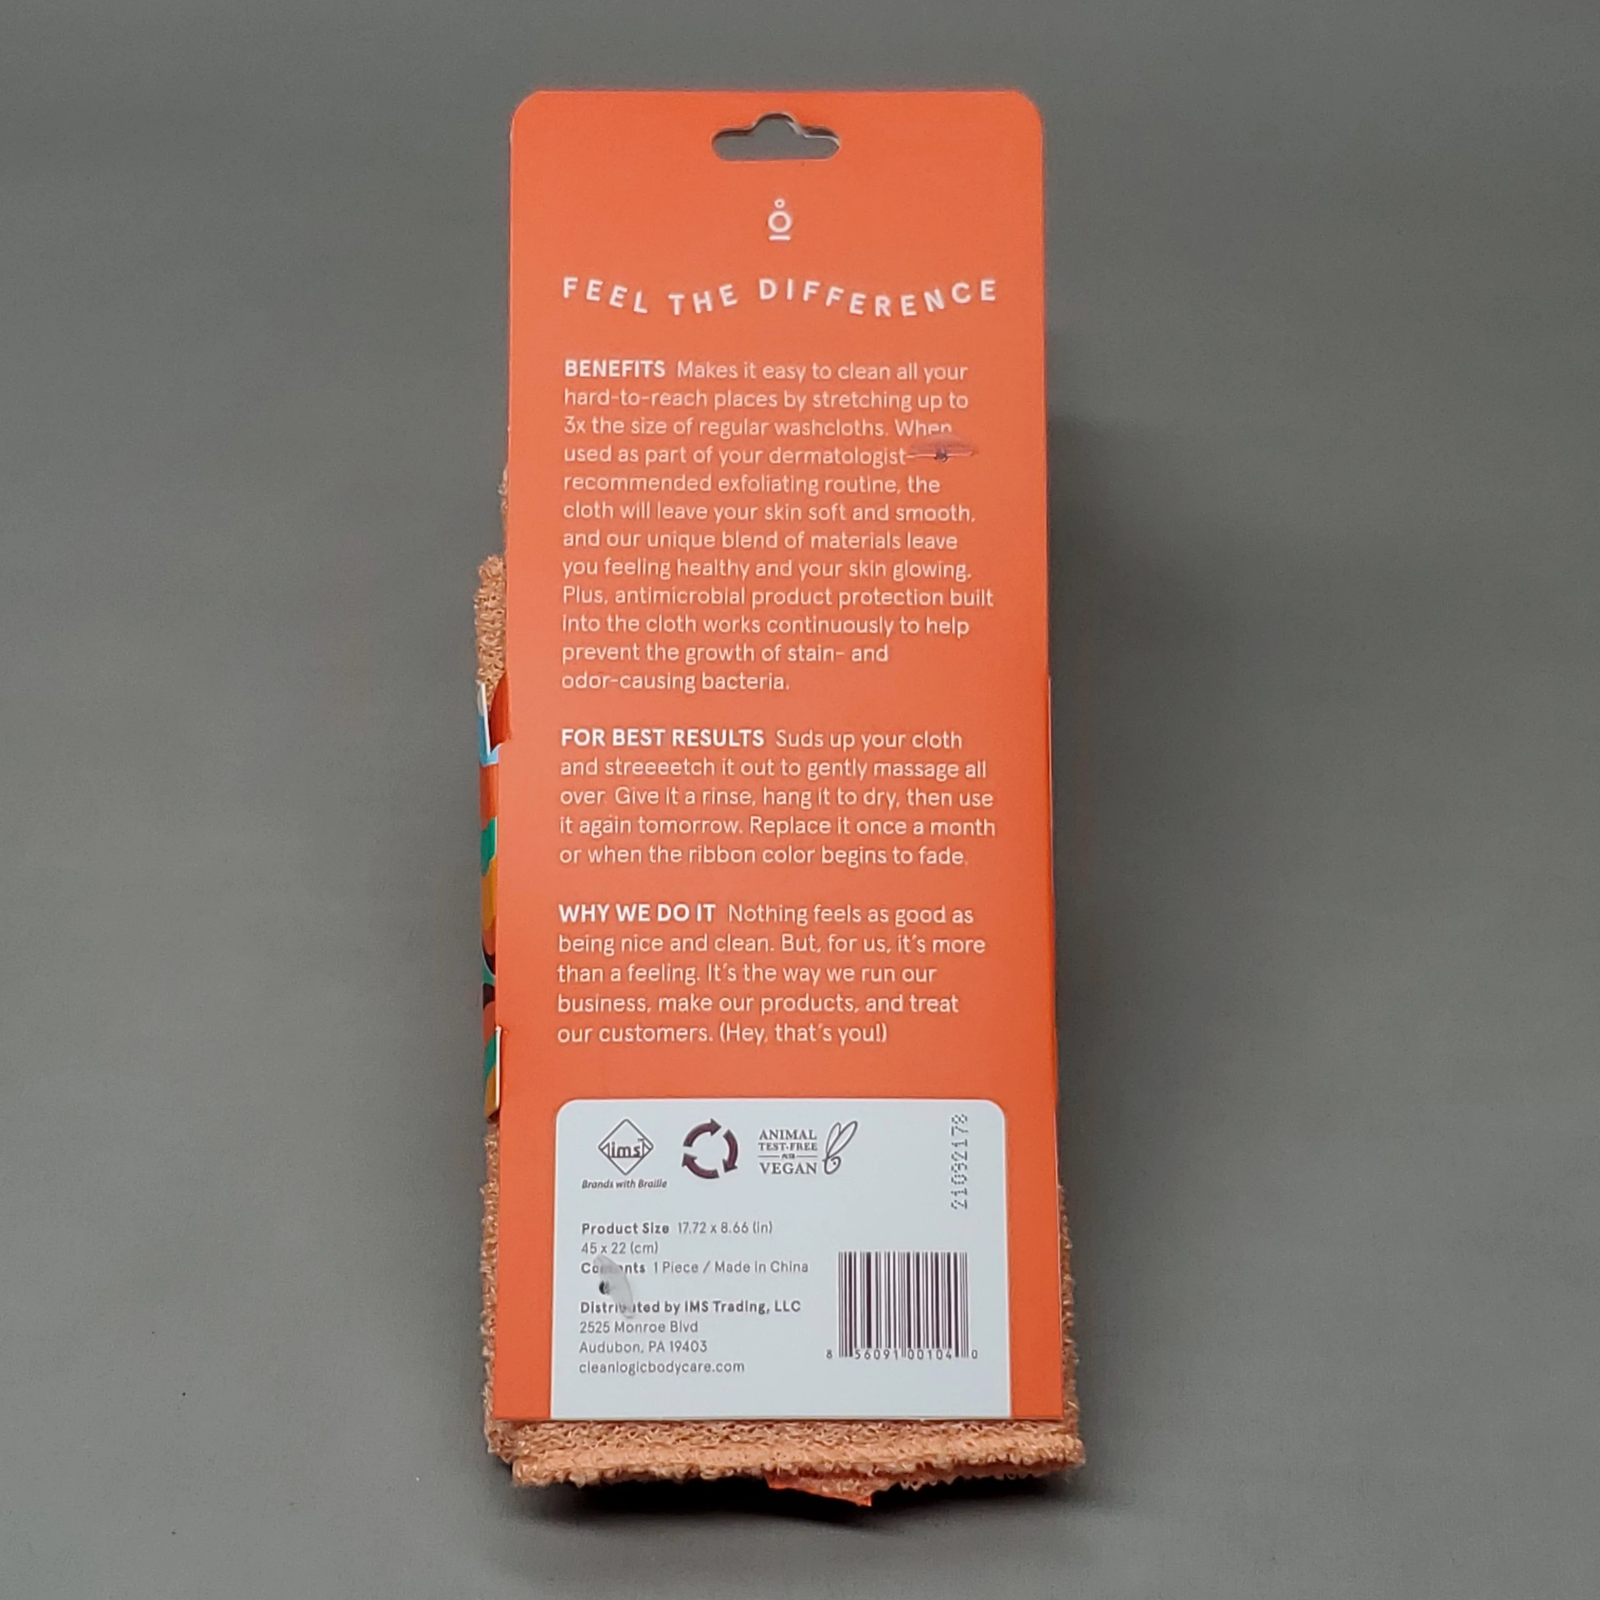 FEEL THE DIFFERENCE
BENEFITS Makes it easy to clean all your
hard-to-reach places by stretching up to
3x the size of regular washcloths. When
used as part of your dermatologist-
recommended exfoliating routine, the
cloth will leave your skin soft and smooth,
and our unique blend of materials leave
you feeling healthy and your skin glowing.
Plus, antimicrobial product protection built
into the cloth works continuously to help
prevent the growth of stain- and
odor-causing bacteria.
FOR BEST RESULTS Suds up your cloth
and streeeetch it out to gently massage all
over. Give it a rinse, hang it to dry, then use
it again tomorrow. Replace it once a month
or when the ribbon color begins to fade.
WHY WE DO IT Nothing feels as good as
being nice and clean. But, for us, it's more
than a feeling. It's the way we run our
business, make our products, and treat
our customers. (Hey, that's you!)
ims
Brands with Braille
ANIMAL
TEST-FREE
VEGAN
Product Size 17.72 x 8.66 (in)
45 x 22 (cm)
Contents 1 Piece / Made in China
Distributed by IMS Trading, LLC
2525 Monroe Blvd
Audubon, PA 19403
cleanlogicbodycare.com
8 56091 00104 0